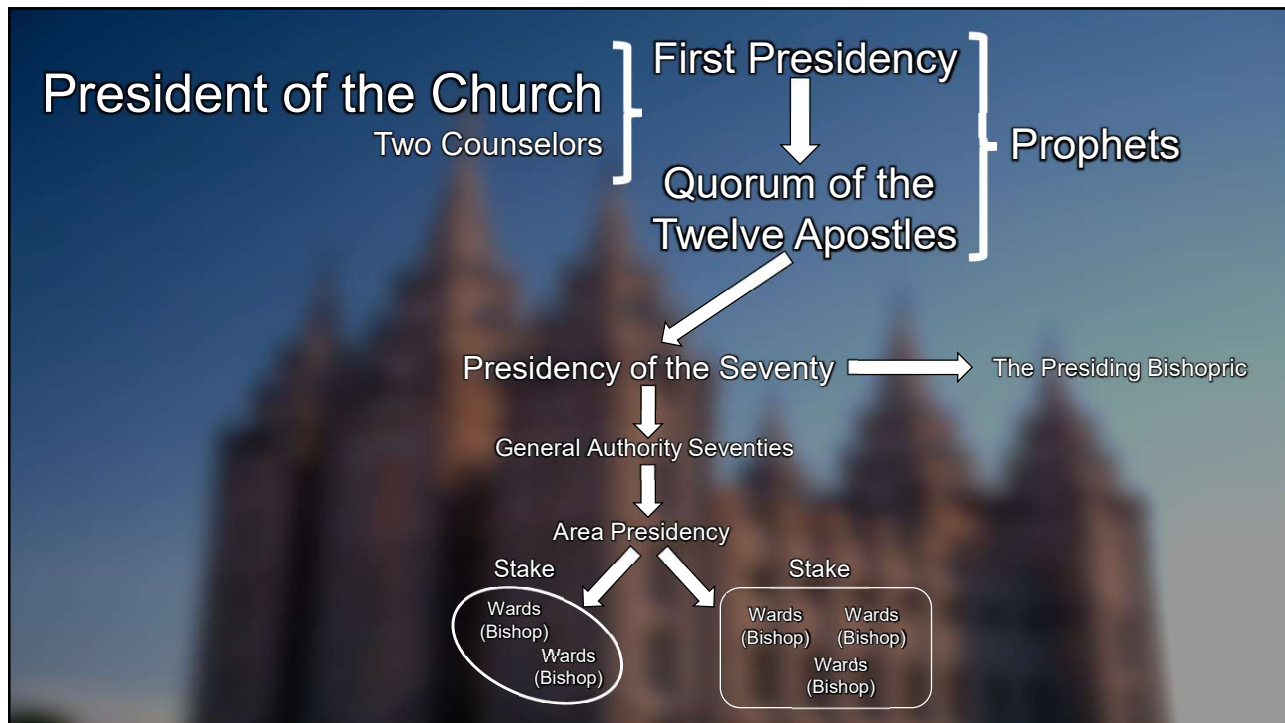 President of the Church
Two Counselors
First Presidency
Quorum of the
Twelve Apostles
Prophets
Presidency of the Seventy
The Presiding Bishopric
General Authority Seventies
Area Presidency
Stake
Wards
(Bishop)
Wards
(Bishop)
Stake
Wards
(Bishop)
Wards
(Bishop)
Wards
(Bishop)